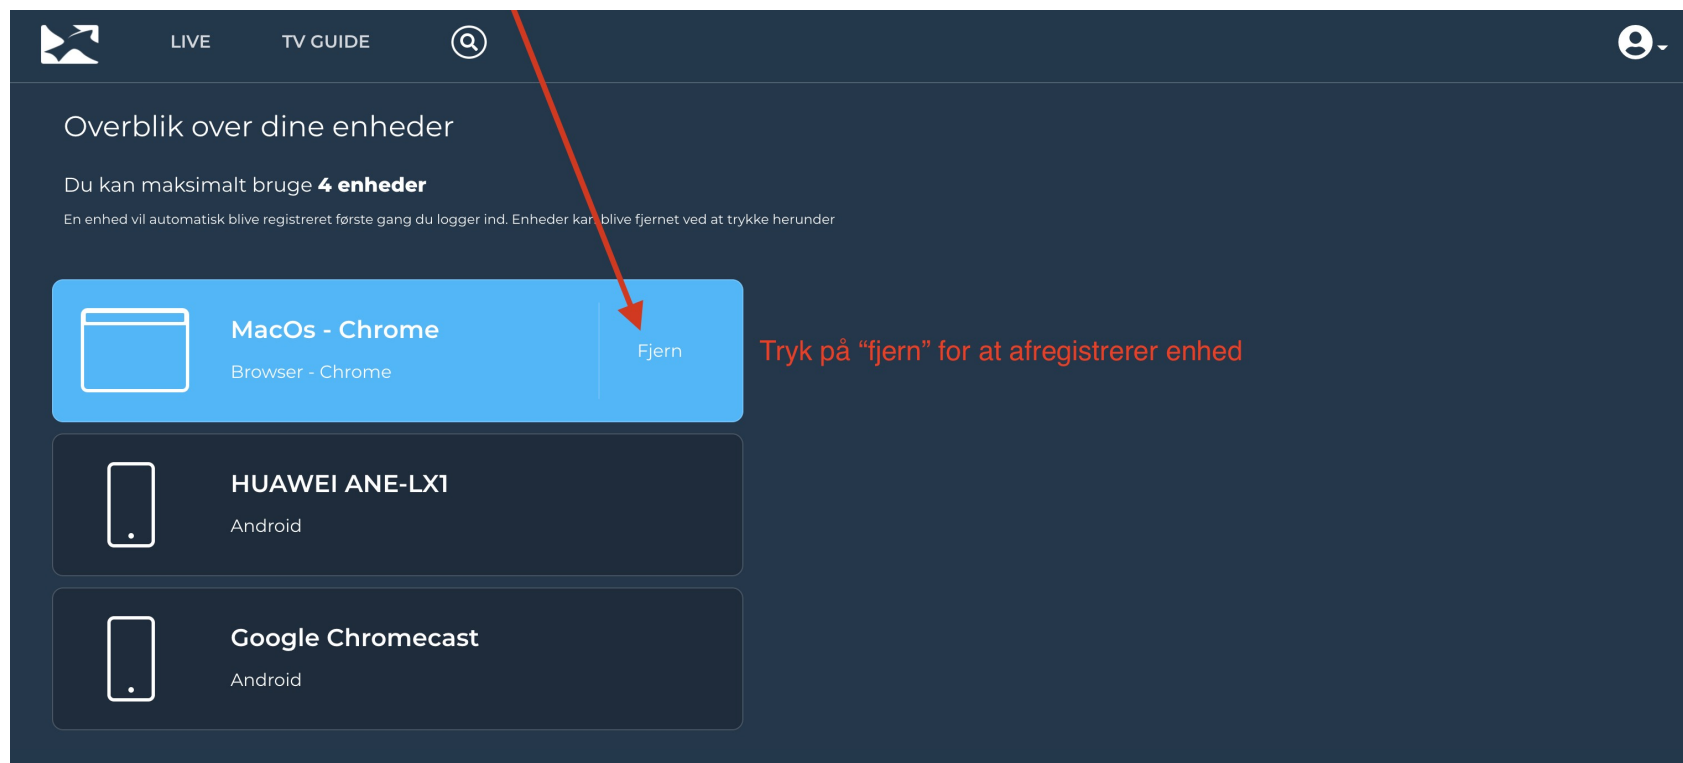 LIVE
TV GUIDE
Overblik over dine enheder
Du kan maksimalt bruge 4 enheder
En enhed vil automatisk blive registreret første gang du logger ind. Enheder kan blive fjernet ved at trykke herunder
MacOs - Chrome
Browser - Chrome
Fjern
Tryk på “fjern” for at afregistrerer enhed
HUAWEI ANE-LX1
Android
Google Chromecast
Android